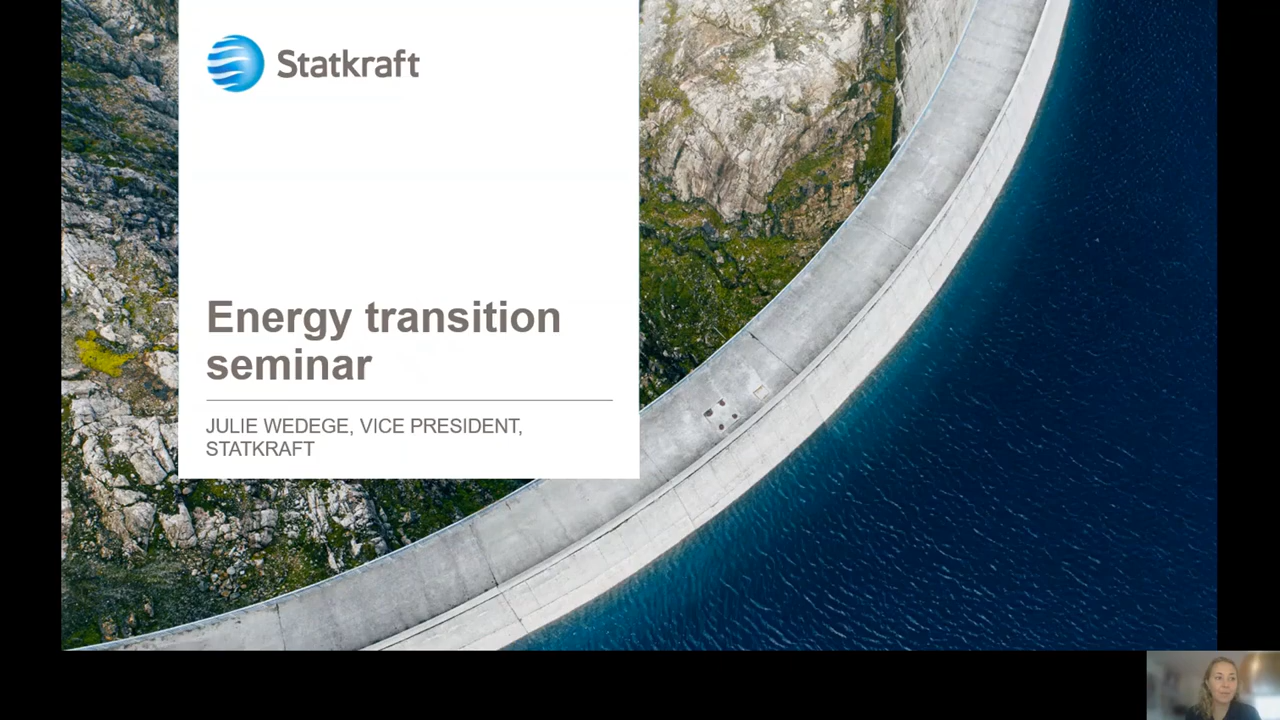 Statkraft
Energy transition
seminar
JULIE WEDEGE, VICE PRESIDENT,
STATKRAFT